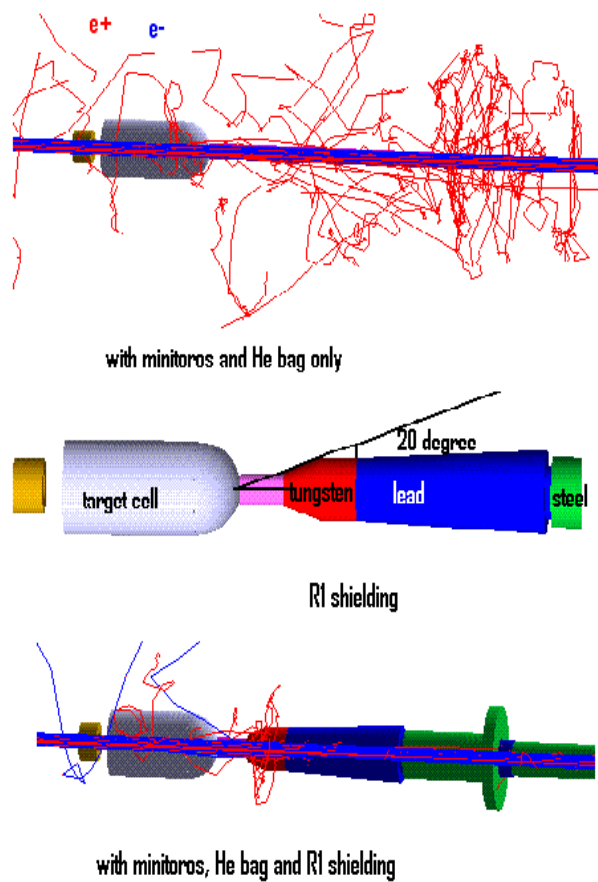 e+ e-
with minitoros and He bag only
20 degree
target cell tungsten lead steel
R1 shielding
with minitoros, He bag and R1 shielding